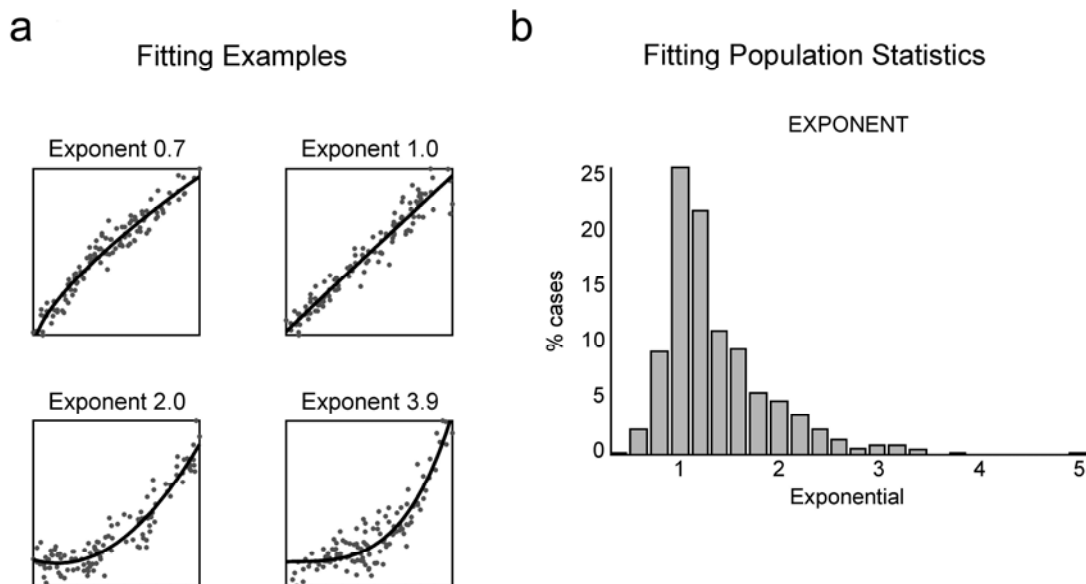 a
Fitting Examples
Exponent 0.7
Exponent 1.0
Exponent 2.0
Exponent 3.9
b
Fitting Population Statistics
EXPONENT
% cases
25
20
15
10
5
0
1 2 3 4 5
Exponential